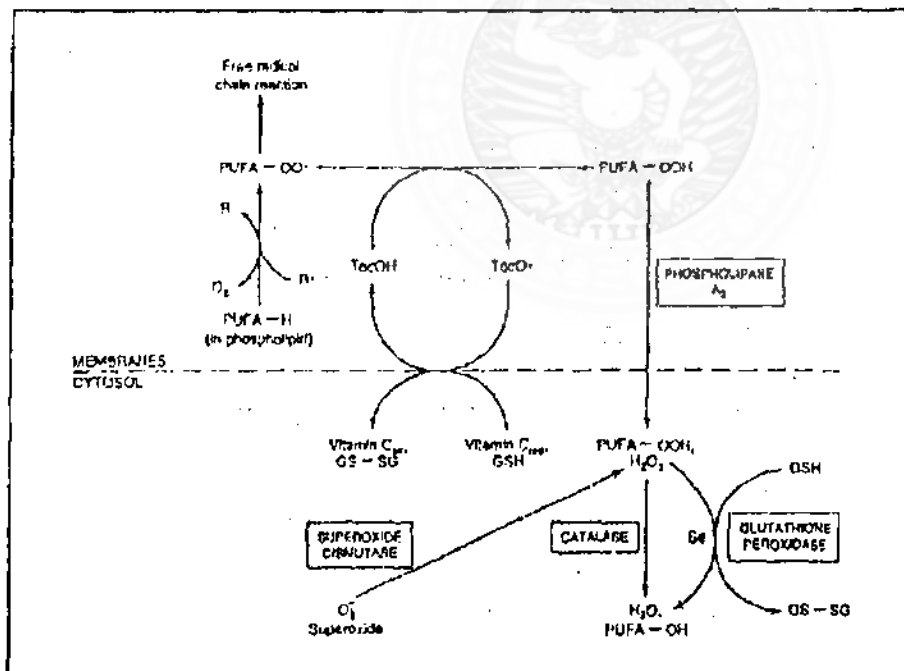 Free radical
chain reaction
PUFA — OO·
PUFA — OOH
R
TocOH
TocO·
PHOSPHOLIPASE
A₂
O₂
R·
PUFA — H
(in phospholipid)
MEMBRANES
CYTOSOL
Vitamin C
GS — SG
Vitamin C
GSH
PUFA — OOH,
H₂O₂
GSH
SUPEROXIDE
DISMUTASE
CATALASE
Se
GLUTATHIONE
PEROXIDASE
Superoxide
H₂O,
PUFA — OH
GS — SG